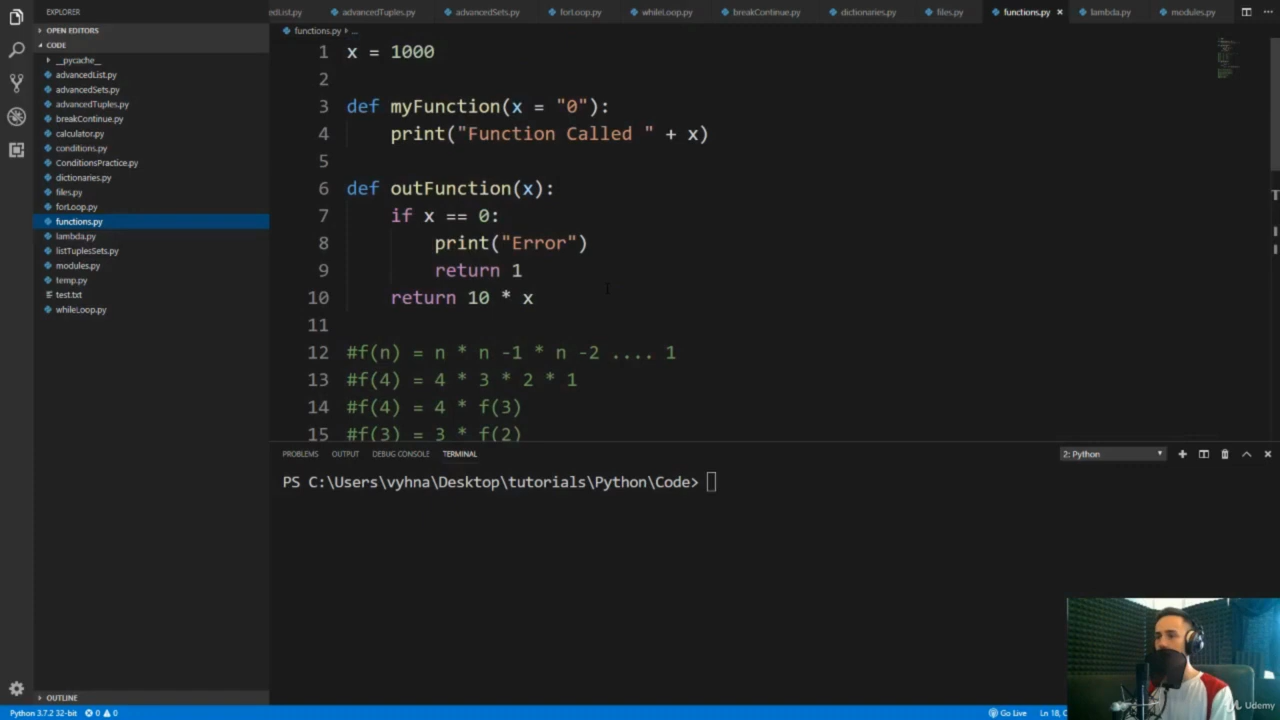 EXPLORER
OPEN EDITORS
CODE
__pycache__
advancedList.py
advancedSets.py
advancedTuples.py
breakContinue.py
calculator.py
conditions.py
ConditionsPractice.py
dictionaries.py
files.py
forLoop.py
functions.py
lambda.py
listTuplesSets.py
modules.py
temp.py
test.txt
whileLoop.py
OUTLINE
edList.py advancedTuples.py advancedSets.py forLoop.py whileLoop.py breakContinue.py dictionaries.py files.py functions.py × lambda.py modules.py ...
functions.py › ...
1 x = 1000
2
3 def myFunction(x = "0"):
4 print("Function Called " + x)
5
6 def outFunction(x):
7 if x == 0:
8 print("Error")
9 return 1
10 return 10 * x
11
12 #f(n) = n * n -1 * n -2 .... 1
13 #f(4) = 4 * 3 * 2 * 1
14 #f(4) = 4 * f(3)
15 #f(3) = 3 * f(2)
PROBLEMS OUTPUT DEBUG CONSOLE TERMINAL 2: Python
PS C:\Users\vyhna\Desktop\tutorials\Python\Code>
Udemy
Python 3.7.2 32-bit 0 0 Go Live Ln 18, C